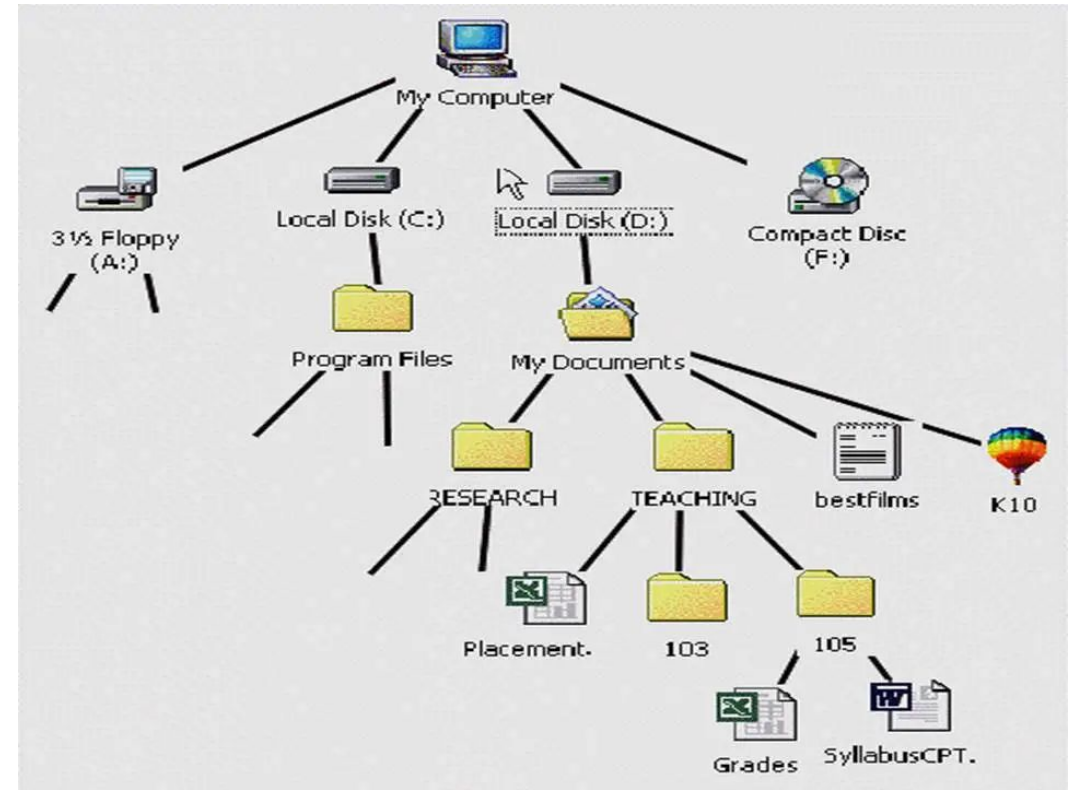 My Computer
3½ Floppy
(A:)
Local Disk (C:)
Local Disk (D:)
Compact Disc
(F:)
Program Files
My Documents
RESEARCH
TEACHING
bestfilms
K10
Placement.
103
105
Grades
SyllabusCPT.